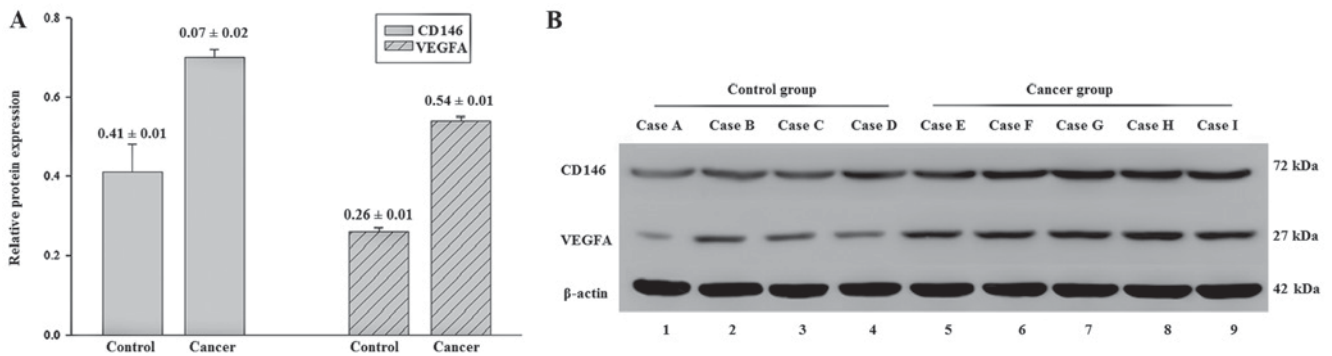 A
Relative protein expression
0.8
0.6
0.4
0.2
0.0
0.41 ± 0.01
0.07 ± 0.02
0.26 ± 0.01
0.54 ± 0.01
CD146
VEGFA
Control
Cancer
Control
Cancer
B
Control group
Cancer group
Case A Case B Case C Case D Case E Case F Case G Case H Case I
CD146
72 kDa
VEGFA
27 kDa
β-actin
42 kDa
1 2 3 4 5 6 7 8 9